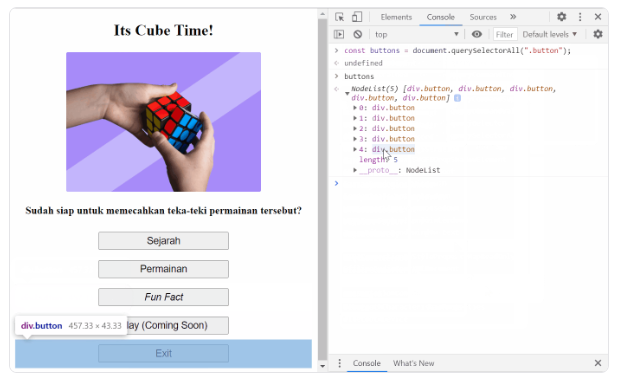 Its Cube Time!
Sudah siap untuk memecahkan teka-teki permainan tersebut?
Sejarah
Permainan
Fun Fact
lay (Coming Soon)
div.button 457.33 × 43.33
Exit
Elements Console Sources »
top Filter Default levels
> const buttons = document.querySelectorAll(".button");
undefined
> buttons
NodeList(5) [div.button, div.button, div.button,
div.button, div.button]
0: div.button
1: div.button
2: div.button
3: div.button
4: div.button
length: 5
__proto__: NodeList
>
Console What's New